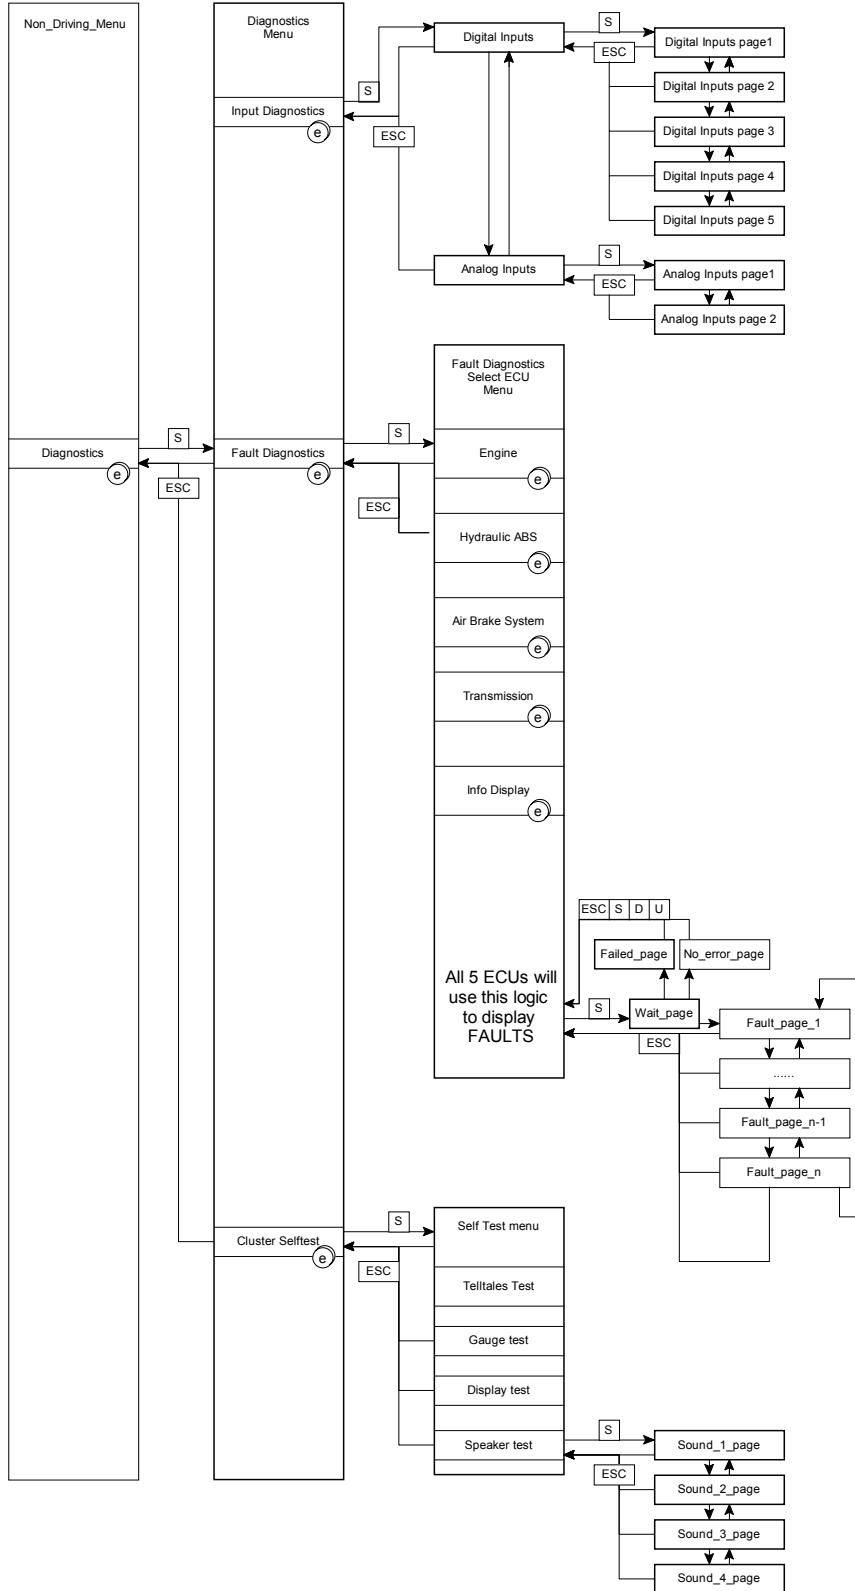 Non_Driving_Menu
Diagnostics
Menu
Digital Inputs
S
ESC
Digital Inputs page1
Digital Inputs page 2
Digital Inputs page 3
Digital Inputs page 4
Digital Inputs page 5
S
Input Diagnostics
e
ESC
Analog Inputs
S
ESC
Analog Inputs page1
Analog Inputs page 2
Fault Diagnostics
Select ECU
Menu
Diagnostics
e
S
ESC
Fault Diagnostics
e
S
ESC
Engine
e
Hydraulic ABS
e
Air Brake System
e
Transmission
e
Info Display
e
All 5 ECUs will
use this logic
to display
FAULTS
ESC S D U
Failed_page
No_error_page
S
Wait_page
ESC
Fault_page_1
......
Fault_page_n-1
Fault_page_n
Cluster Selftest
e
S
ESC
Self Test menu
Telltales Test
Gauge test
Display test
Speaker test
S
ESC
Sound_1_page
Sound_2_page
Sound_3_page
Sound_4_page